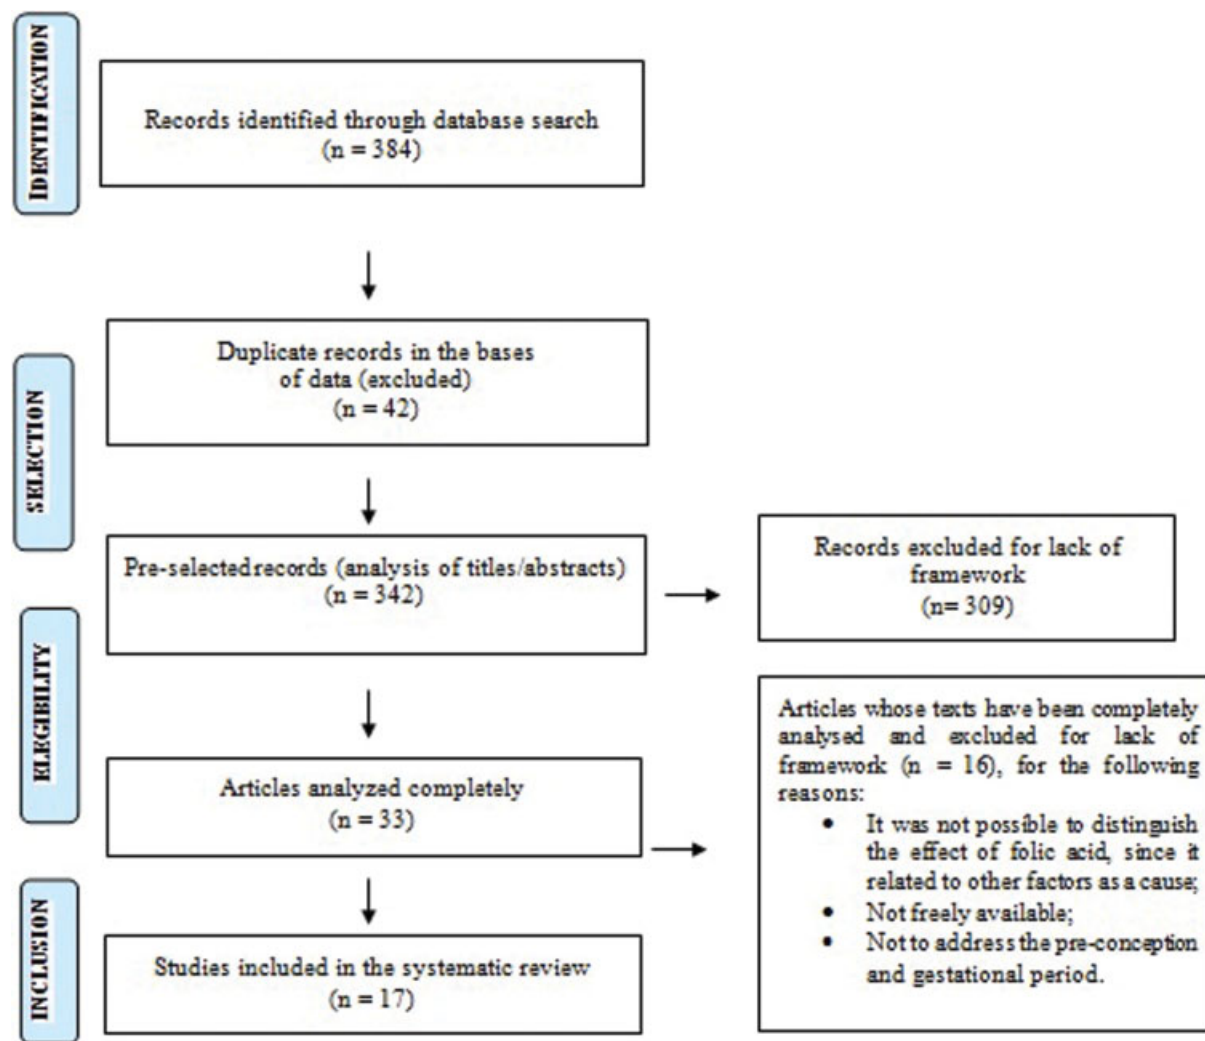 IDENTIFICATION
Records identified through database search
(n = 384)
SELECTION
Duplicate records in the bases
of data (excluded)
(n = 42)
Pre-selected records (analysis of titles/abstracts)
(n = 342)
Records excluded for lack of
framework
(n= 309)
ELEGIBILITY
Articles analyzed completely
(n = 33)
Articles whose texts have been completely
analysed and excluded for lack of
framework (n = 16), for the following
reasons:
• It was not possible to distinguish
the effect of folic acid, since it
related to other factors as a cause;
• Not freely available;
• Not to address the pre-conception
and gestational period.
INCLUSION
Studies included in the systematic review
(n = 17)